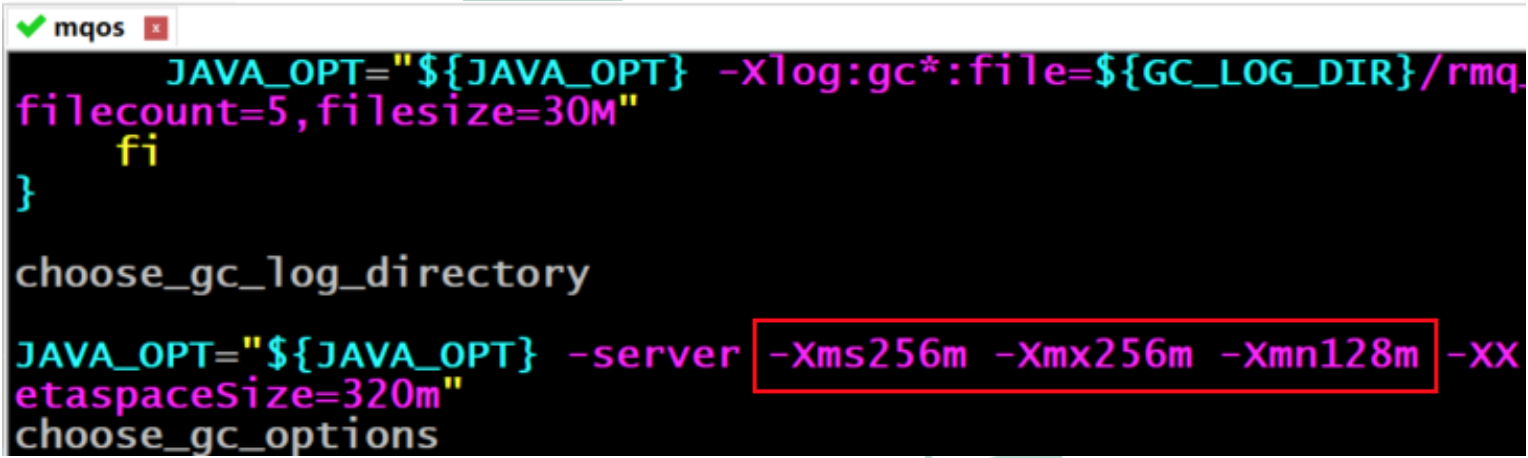 mqos x
JAVA_OPT="${JAVA_OPT} -Xlog:gc*:file=${GC_LOG_DIR}/rmq_
filecount=5,filesize=30M"
fi
}
choose_gc_log_directory
JAVA_OPT="${JAVA_OPT} -server -Xms256m -Xmx256m -Xmn128m -XX
etaspaceSize=320m"
choose_gc_options